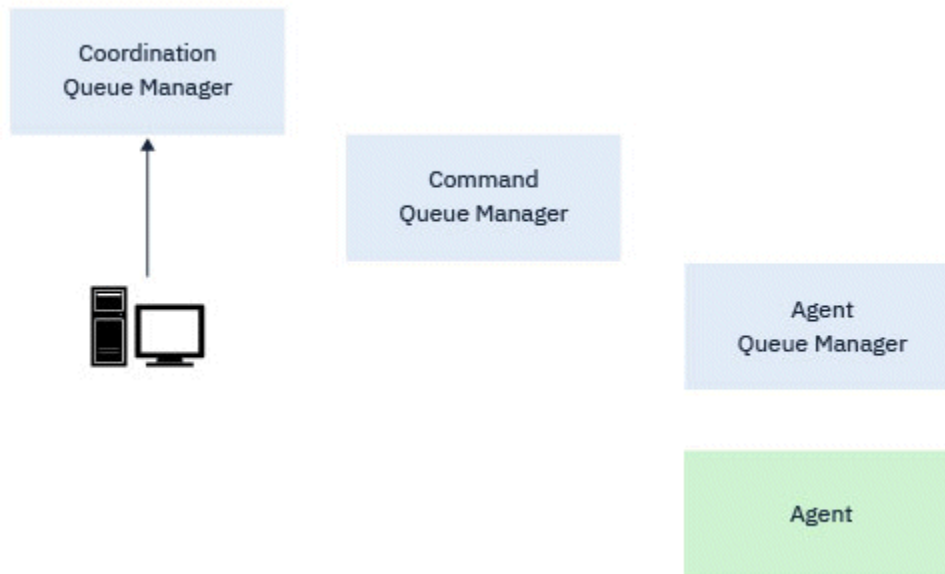 Coordination
Queue Manager
Command
Queue Manager
Agent
Queue Manager
Agent